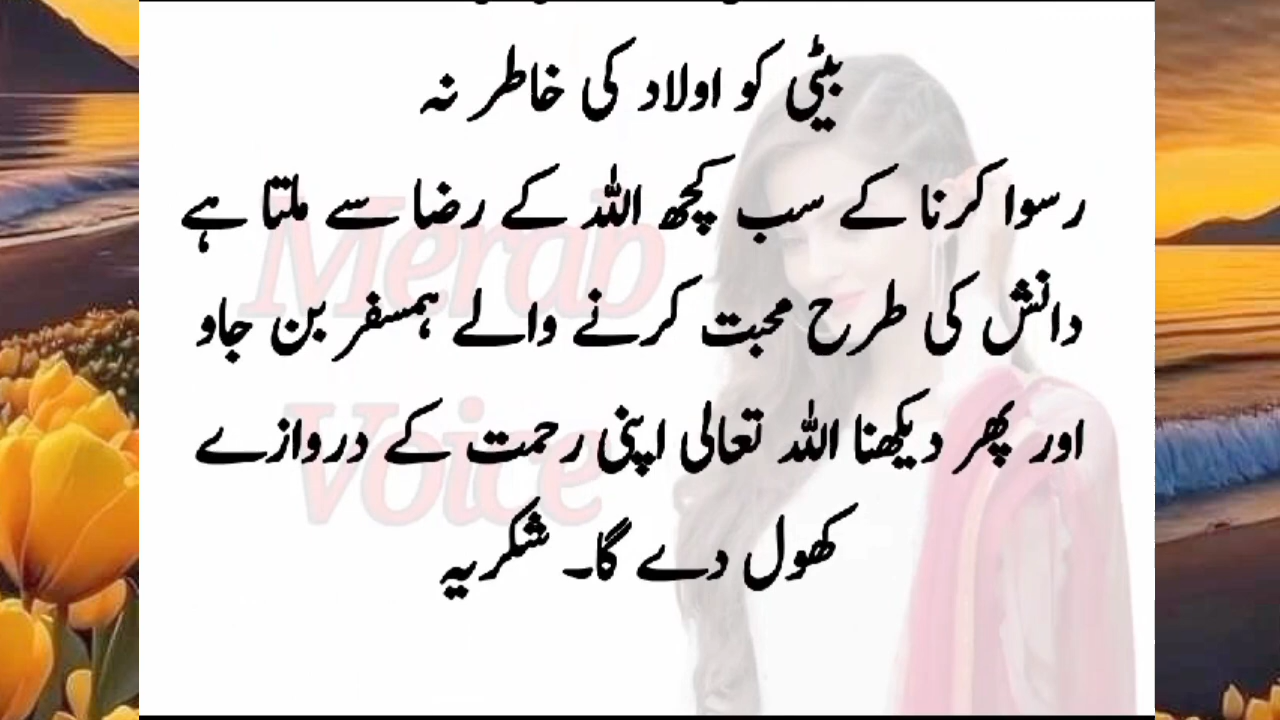 بیٹی کو اولاد کی خاطر نہ
رسوا کرنا کے سب کچھ اللہ کے رضا سے ملتا ہے
دانش کی طرح محبت کرنے والے ہمسفر بن جاو
اور پھر دیکھنا اللہ تعالی اپنی رحمت کے دروازے
کھول دے گا۔ شکریہ
Merab
Voice